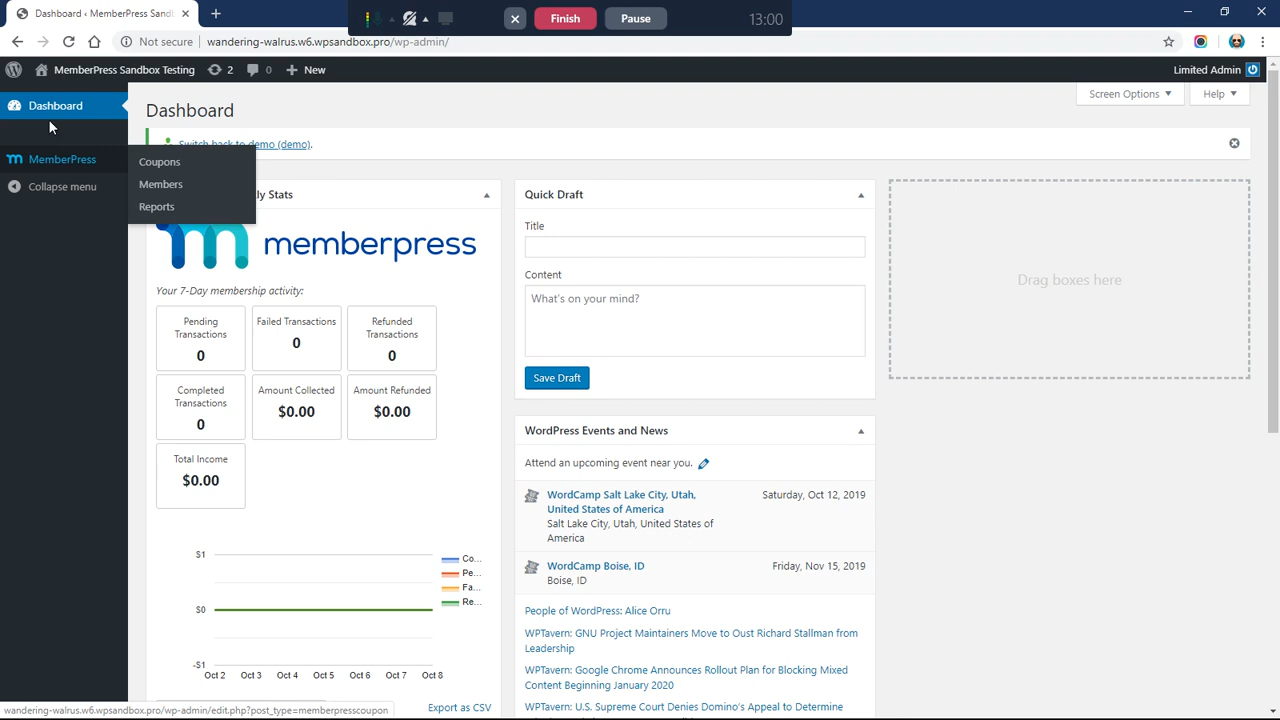 Dashboard ‹ MemberPress Sandb
Finish
Pause
13:00
Not secure
wandering-walrus.w6.wpsandbox.pro/wp-admin/
MemberPress Sandbox Testing
2
0
New
Limited Admin
Dashboard
MemberPress
Collapse menu
Coupons
Members
Reports
Dashboard
Screen Options
Help
Switch back to demo (demo).
ly Stats
memberpress
Your 7-Day membership activity:
Pending
Transactions
0
Failed Transactions
0
Refunded
Transactions
0
Completed
Transactions
0
Amount Collected
$0.00
Amount Refunded
$0.00
Total Income
$0.00
$1
$0
-$1
Oct 2 Oct 3 Oct 4 Oct 5 Oct 6 Oct 7 Oct 8
Co...
Pe...
Fa...
Re...
Export as CSV
Quick Draft
Title
Content
What's on your mind?
Save Draft
WordPress Events and News
Attend an upcoming event near you.
WordCamp Salt Lake City, Utah,
United States of America
Saturday, Oct 12, 2019
Salt Lake City, Utah, United States of
America
WordCamp Boise, ID
Friday, Nov 15, 2019
Boise, ID
People of WordPress: Alice Orru
WPTavern: GNU Project Maintainers Move to Oust Richard Stallman from
Leadership
WPTavern: Google Chrome Announces Rollout Plan for Blocking Mixed
Content Beginning January 2020
WPTavern: U.S. Supreme Court Denies Domino's Appeal to Determine
Drag boxes here
wandering-walrus.w6.wpsandbox.pro/wp-admin/edit.php?post_type=memberpresscoupon